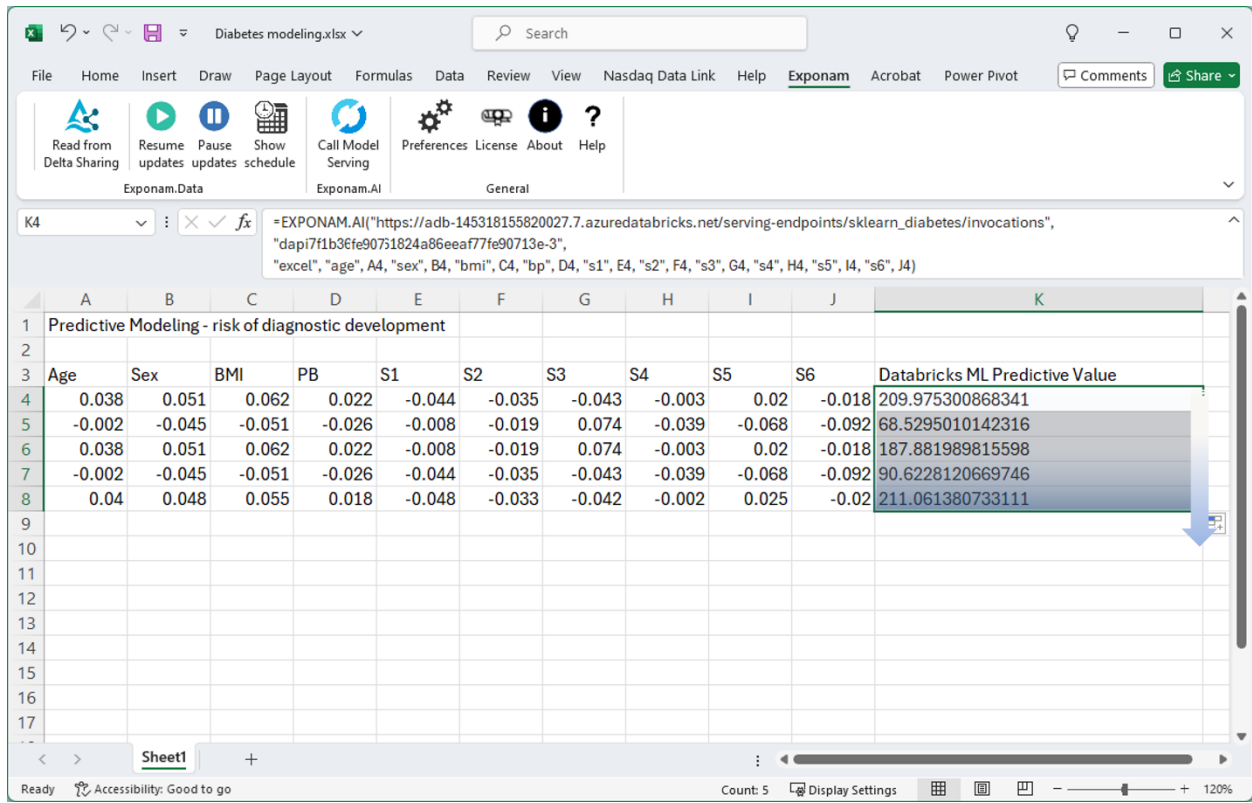 Diabetes modeling.xlsx
Search
File Home Insert Draw Page Layout Formulas Data Review View Nasdaq Data Link Help Exponam Acrobat Power Pivot Comments Share
Read from Delta Sharing
Resume updates
Pause updates
Show schedule
Call Model Serving
Preferences License About Help
Exponam.Data Exponam.AI General
K4 fx =EXPONAM.AI("https://adb-145318155820027.7.azuredatabricks.net/serving-endpoints/sklearn_diabetes/invocations",
"excel", "age", A4, "sex", B4, "bmi", C4, "bp", D4, "s1", E4, "s2", F4, "s3", G4, "s4", H4, "s5", I4, "s6", J4)
A B C D E F G H I J K
1 Predictive Modeling - risk of diagnostic development
2
3 Age Sex BMI PB S1 S2 S3 S4 S5 S6 Databricks ML Predictive Value
4 0.038 0.051 0.062 0.022 -0.044 -0.035 -0.043 -0.003 0.02 -0.018 209.975300868341
5 -0.002 -0.045 -0.051 -0.026 -0.008 -0.019 0.074 -0.039 -0.068 -0.092 68.5295010142316
6 0.038 0.051 0.062 0.022 -0.008 -0.019 0.074 -0.003 0.02 -0.018 187.881989815598
7 -0.002 -0.045 -0.051 -0.026 -0.044 -0.035 -0.043 -0.039 -0.068 -0.092 90.6228120669746
8 0.04 0.048 0.055 0.018 -0.048 -0.033 -0.042 -0.002 0.025 -0.02 211.061380733111
9
10
11
12
13
14
15
16
17
Sheet1
Ready Accessibility: Good to go Count: 5 Display Settings 120%